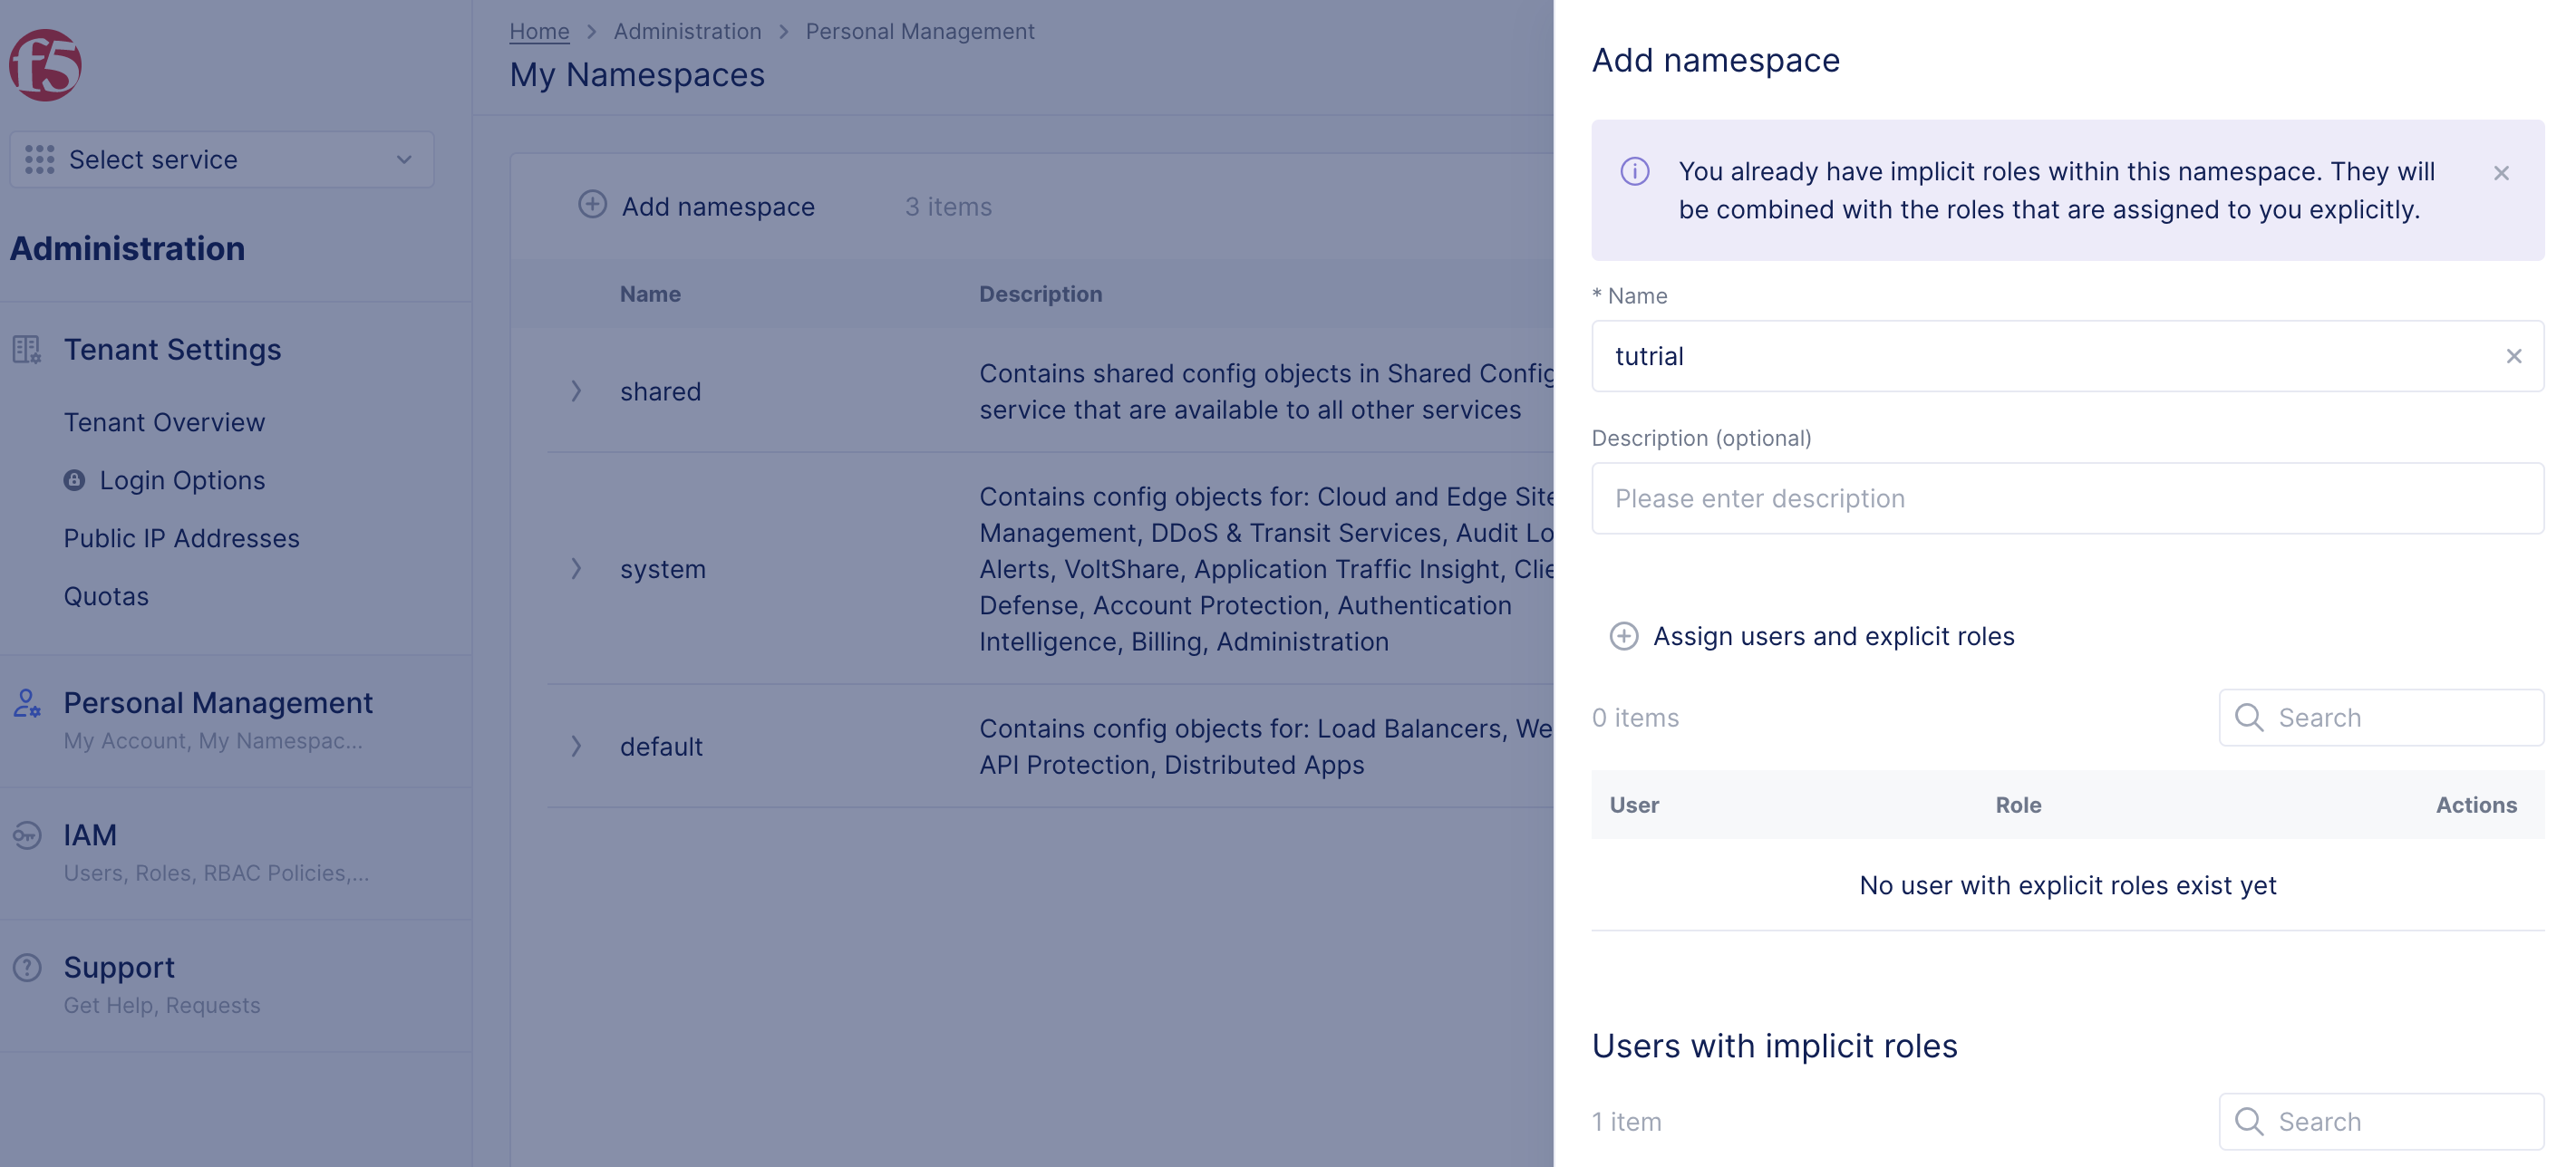 f5
Select service
Administration
Tenant Settings
Tenant Overview
Login Options
Public IP Addresses
Quotas
Personal Management
My Account, My Namespac...
IAM
Users, Roles, RBAC Policies,...
Support
Get Help, Requests
Home > Administration > Personal Management
My Namespaces
Add namespace 3 items
Name Description
shared
Contains shared config objects in Shared Config
service that are available to all other services
system
Contains config objects for: Cloud and Edge Site
Management, DDoS & Transit Services, Audit Lo
Alerts, VoltShare, Application Traffic Insight, Clie
Defense, Account Protection, Authentication
Intelligence, Billing, Administration
default
Contains config objects for: Load Balancers, We
API Protection, Distributed Apps
Add namespace
You already have implicit roles within this namespace. They will
be combined with the roles that are assigned to you explicitly.
* Name
tutrial
Description (optional)
Please enter description
Assign users and explicit roles
0 items
Search
User Role Actions
No user with explicit roles exist yet
Users with implicit roles
1 item
Search